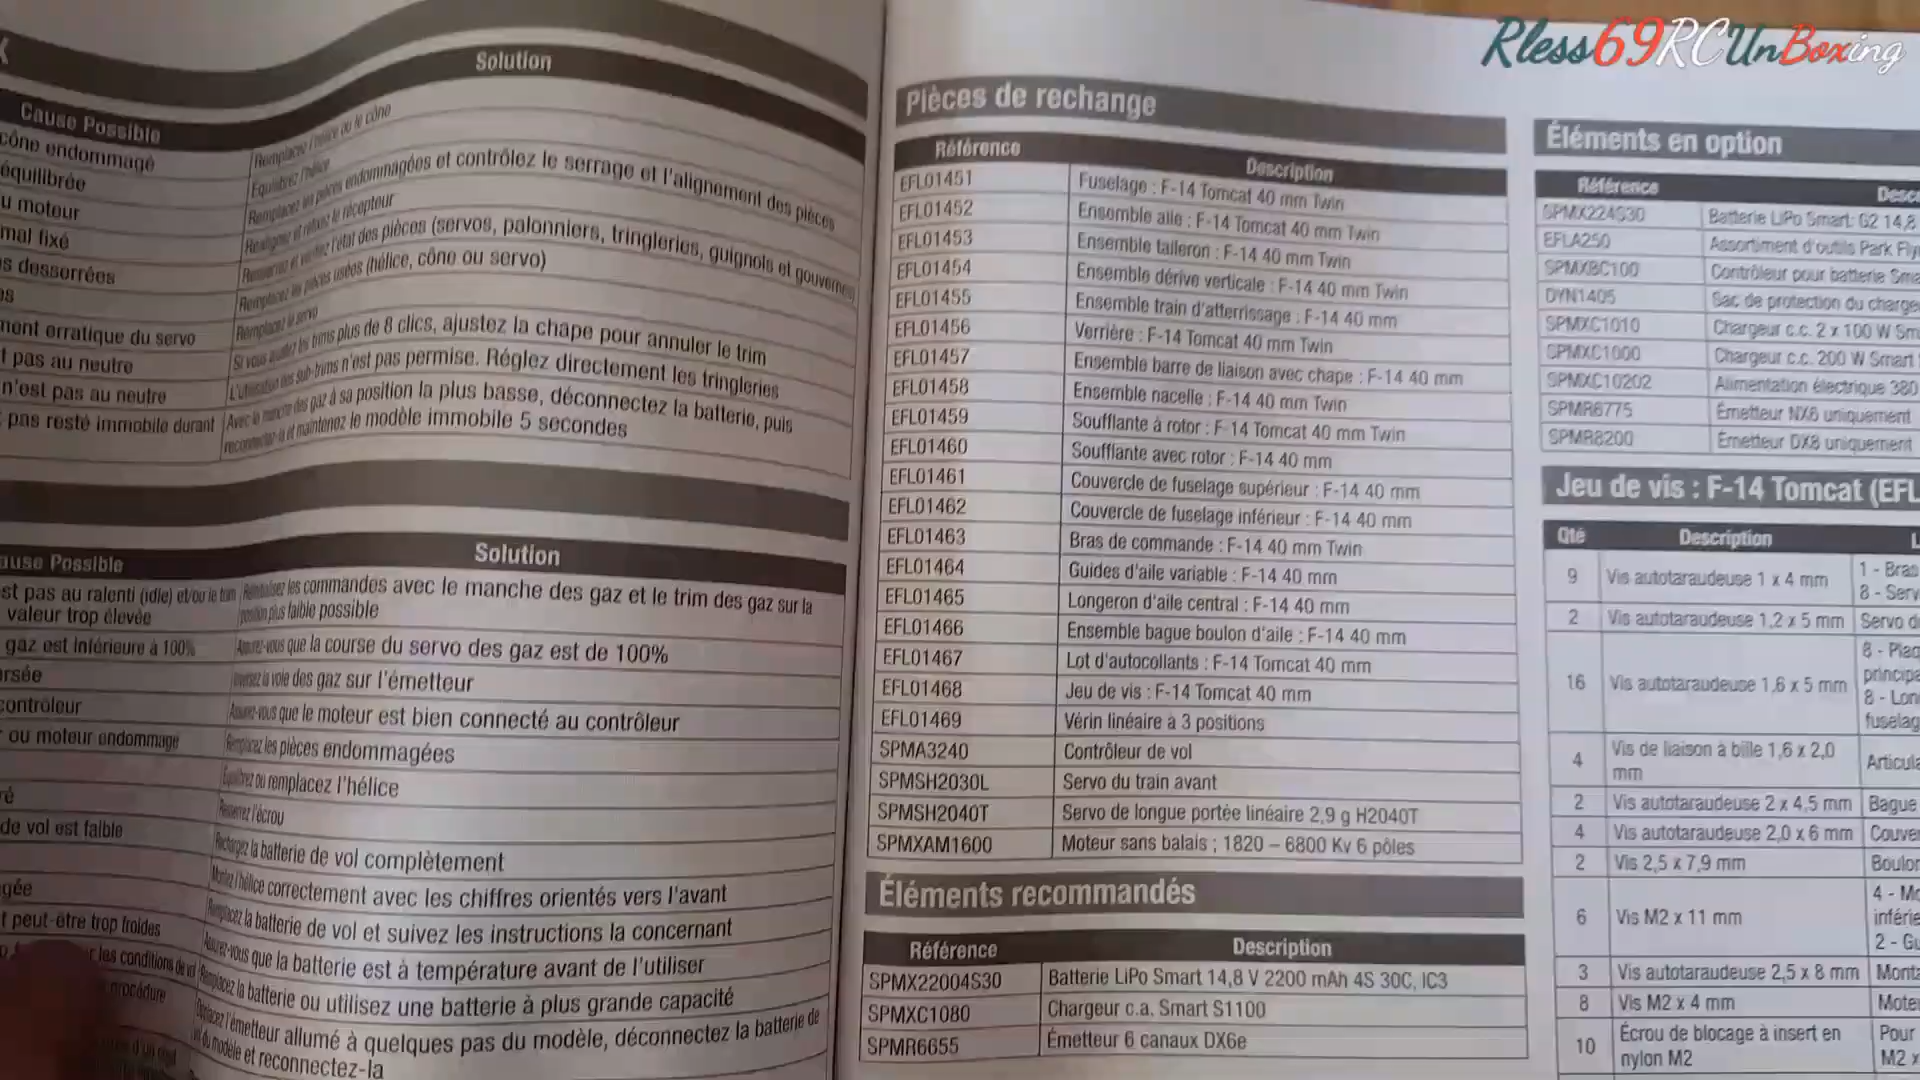 Rless69RCUnBoxing
Solution
Cause Possible
cône endommagé
Remplacez l'hélice ou le cône
équilibrée
Equilibrez l'hélice
u moteur
Remplacez les pièces endommagées et contrôlez le serrage et l'alignement des pièces
mal fixé
Réalignez et refixez le récepteur
s desserrées
Resserrez et vérifiez l'état des pièces (servos, palonniers, tringleries, guignols et gouvernes)
es
Remplacez les pièces usées (hélice, cône ou servo)
ment erratique du servo
Remplacez le servo
t pas au neutre
Si vous ajustez les trims plus de 8 clics, ajustez la chape pour annuler le trim
n'est pas au neutre
L'utilisation des sub-trims n'est pas permise. Réglez directement les tringleries
pas resté immobile durant
Avec le manche des gaz à sa position la plus basse, déconnectez la batterie, puis
reconnectez-la et maintenez le modèle immobile 5 secondes
ause Possible
Solution
st pas au ralenti (idle) et/ou le trim
valeur trop élevée
Réinitialisez les commandes avec le manche des gaz et le trim des gaz sur la
position plus faible possible
gaz est inférieure à 100%
Assurez-vous que la course du servo des gaz est de 100%
ersée
Inversez la voie des gaz sur l'émetteur
contrôleur
Assurez-vous que le moteur est bien connecté au contrôleur
ou moteur endommagé
Remplacez les pièces endommagées
Équilibrez ou remplacez l'hélice
ré
Resserrez l'écrou
de vol est faible
Rechargez la batterie de vol complètement
Montez l'hélice correctement avec les chiffres orientés vers l'avant
gée
Remplacez la batterie de vol et suivez les instructions la concernant
t peut-être trop froides
Assurez-vous que la batterie est à température avant de l'utiliser
r les conditions de vol
Remplacez la batterie ou utilisez une batterie à plus grande capacité
procédure
l'émetteur allumé à quelques pas du modèle, déconnectez la batterie de
vol du modèle et reconnectez-la
Pièces de rechange
Référence Description
EFL01451 Fuselage : F-14 Tomcat 40 mm Twin
EFL01452 Ensemble aile : F-14 Tomcat 40 mm Twin
EFL01453 Ensemble taileron : F-14 40 mm Twin
EFL01454 Ensemble dérive verticale : F-14 40 mm Twin
EFL01455 Ensemble train d'atterrissage : F-14 40 mm
EFL01456 Verrière : F-14 Tomcat 40 mm Twin
EFL01457 Ensemble barre de liaison avec chape : F-14 40 mm
EFL01458 Ensemble nacelle : F-14 40 mm Twin
EFL01459 Soufflante à rotor : F-14 Tomcat 40 mm Twin
EFL01460 Soufflante avec rotor : F-14 40 mm
EFL01461 Couvercle de fuselage supérieur : F-14 40 mm
EFL01462 Couvercle de fuselage inférieur : F-14 40 mm
EFL01463 Bras de commande : F-14 40 mm Twin
EFL01464 Guides d'aile variable : F-14 40 mm
EFL01465 Longeron d'aile central : F-14 40 mm
EFL01466 Ensemble bague boulon d'aile : F-14 40 mm
EFL01467 Lot d'autocollants : F-14 Tomcat 40 mm
EFL01468 Jeu de vis : F-14 Tomcat 40 mm
EFL01469 Vérin linéaire à 3 positions
SPMA3240 Contrôleur de vol
SPMSH2030L Servo du train avant
SPMSH2040T Servo de longue portée linéaire 2,9 g H2040T
SPMXAM1600 Moteur sans balais ; 1820 – 6800 Kv 6 pôles
Éléments recommandés
Référence Description
SPMX22004S30 Batterie LiPo Smart 14,8 V 2200 mAh 4S 30C, IC3
SPMXC1080 Chargeur c.a. Smart S1100
SPMR6655 Émetteur 6 canaux DX6e
Éléments en option
Référence Desc
SPMX224S30 Batterie LiPo Smart: G2 14,8
EFLA250 Assortiment d'outils Park Fly
SPMXBC100 Contrôleur pour batterie Sma
DYN1405 Sac de protection du charge
SPMXC1010 Chargeur c.c. 2 x 100 W Sm
SPMXC1000 Chargeur c.c. 200 W Smart
SPMXC10202 Alimentation électrique 380
SPMR6775 Émetteur NX6 uniquement
SPMR8200 Émetteur DX8 uniquement
Jeu de vis : F-14 Tomcat (EFL
Qté Description L
9 Vis autotaraudeuse 1 x 4 mm 1 - Bras
8 - Serv
2 Vis autotaraudeuse 1,2 x 5 mm Servo d
16 Vis autotaraudeuse 1,6 x 5 mm 8 - Plaq
principa
8 - Lon
fuselag
4 Vis de liaison à bille 1,6 x 2,0
mm Articula
2 Vis autotaraudeuse 2 x 4,5 mm Bague
4 Vis autotaraudeuse 2,0 x 6 mm Couver
2 Vis 2,5 x 7,9 mm Boulon
6 Vis M2 x 11 mm 4 - Mo
inférie
2 - Gu
3 Vis autotaraudeuse 2,5 x 8 mm Monta
8 Vis M2 x 4 mm Mote
10 Écrou de blocage à insert en
nylon M2 Pour
M2 x